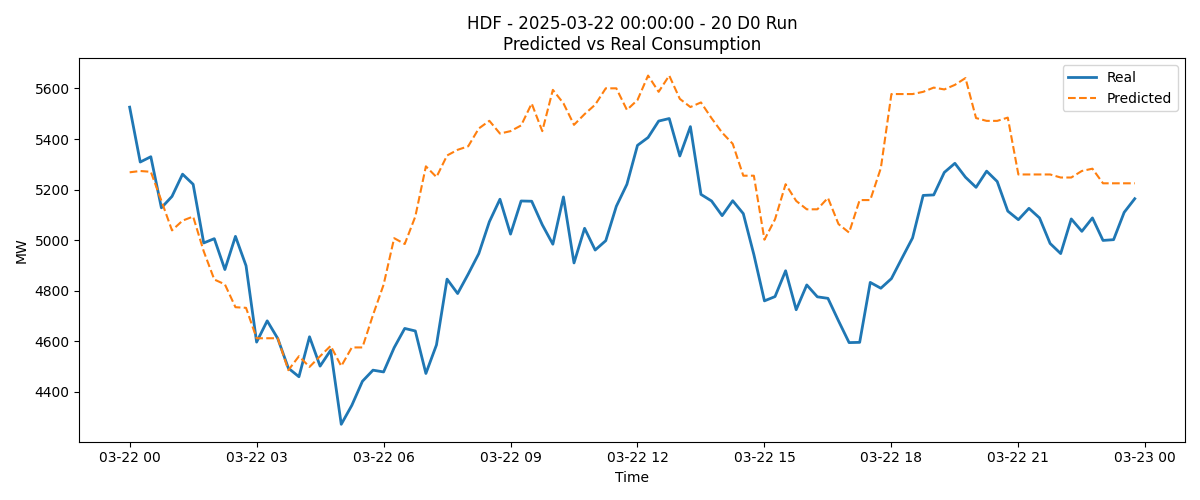 HDF - 2025-03-22 00:00:00 - 20 D0 Run
Predicted vs Real Consumption
Real
Predicted
MW
5600
5400
5200
5000
4800
4600
4400
03-22 00
03-22 03
03-22 06
03-22 09
03-22 12
03-22 15
03-22 18
03-22 21
03-23 00
Time